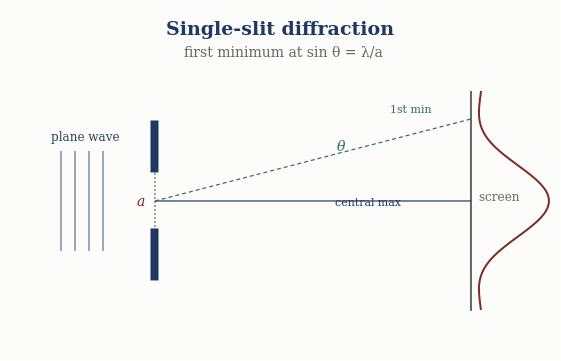 Single-slit diffraction
first minimum at sin θ = λ/a
1st min
plane wave
θ
a
central max
screen